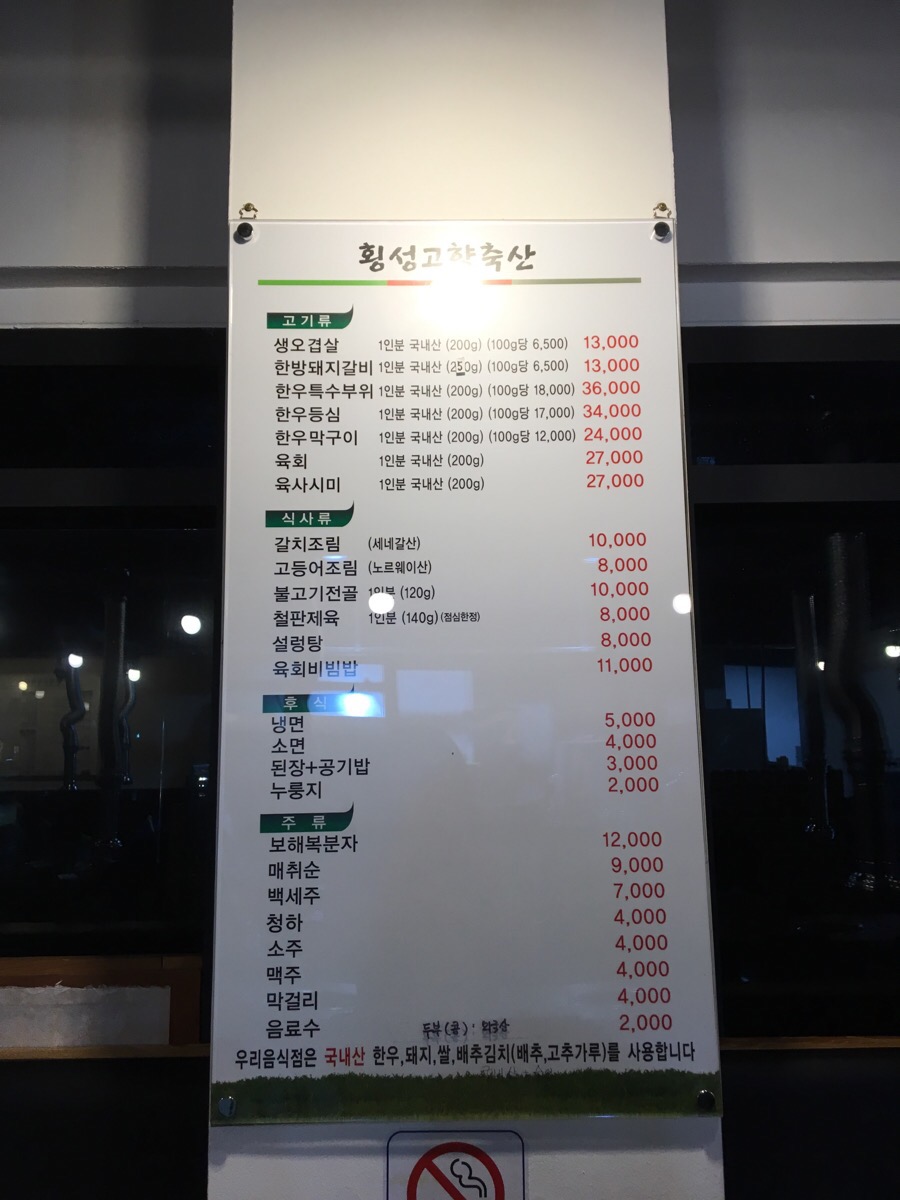 횡성고향축산
고기류
생오겹살 1인분 국내산 (200g) (100g당 6,500) 13,000
한방돼지갈비 1인분 국내산 (250g) (100g당 6,500) 13,000
한우특수부위 1인분 국내산 (200g) (100g당 18,000) 36,000
한우등심 1인분 국내산 (200g) (100g당 17,000) 34,000
한우막구이 1인분 국내산 (200g) (100g당 12,000) 24,000
육회 1인분 국내산 (200g) 27,000
육사시미 1인분 국내산 (200g) 27,000
식사류
갈치조림 (세네갈산) 10,000
고등어조림 (노르웨이산) 8,000
불고기전골 1인분 (120g) 10,000
철판제육 1인분 (140g) (점심한정) 8,000
설렁탕 8,000
육회비빔밥 11,000
후 식
냉면 5,000
소면 4,000
된장+공기밥 3,000
누룽지 2,000
주 류
보해복분자 12,000
매취순 9,000
백세주 7,000
청하 4,000
소주 4,000
맥주 4,000
막걸리 4,000
음료수 2,000
두부(콩) :
우리음식점은 국내산 한우,돼지,쌀,배추김치(배추,고추가루)를 사용합니다